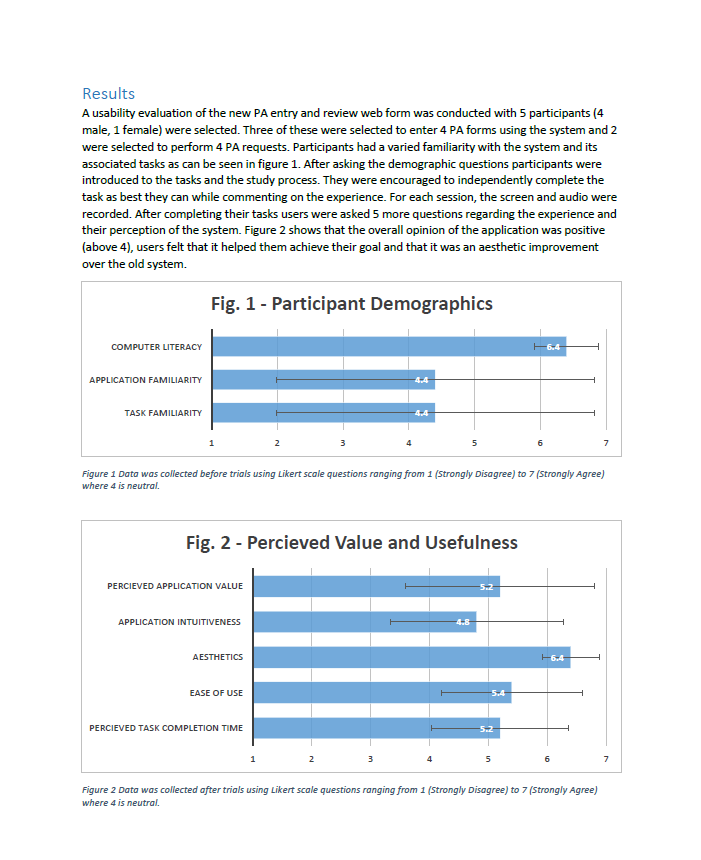 Results
A usability evaluation of the new PA entry and review web form was conducted with 5 participants (4
male, 1 female) were selected. Three of these were selected to enter 4 PA forms using the system and 2
were selected to perform 4 PA requests. Participants had a varied familiarity with the system and its
associated tasks as can be seen in figure 1. After asking the demographic questions participants were
introduced to the tasks and the study process. They were encouraged to independently complete the
task as best they can while commenting on the experience. For each session, the screen and audio were
recorded. After completing their tasks users were asked 5 more questions regarding the experience and
their perception of the system. Figure 2 shows that the overall opinion of the application was positive
(above 4), users felt that it helped them achieve their goal and that it was an aesthetic improvement
over the old system.
Fig. 1 - Participant Demographics
COMPUTER LITERACY 6.4
APPLICATION FAMILIARITY 4.4
TASK FAMILIARITY 4.4
1 2 3 4 5 6 7
Figure 1 Data was collected before trials using Likert scale questions ranging from 1 (Strongly Disagree) to 7 (Strongly Agree)
where 4 is neutral.
Fig. 2 - Percieved Value and Usefulness
PERCIEVED APPLICATION VALUE 5.2
APPLICATION INTUITIVENESS 4.8
AESTHETICS 6.4
EASE OF USE 5.4
PERCIEVED TASK COMPLETION TIME 5.2
1 2 3 4 5 6 7
Figure 2 Data was collected after trials using Likert scale questions ranging from 1 (Strongly Disagree) to 7 (Strongly Agree)
where 4 is neutral.